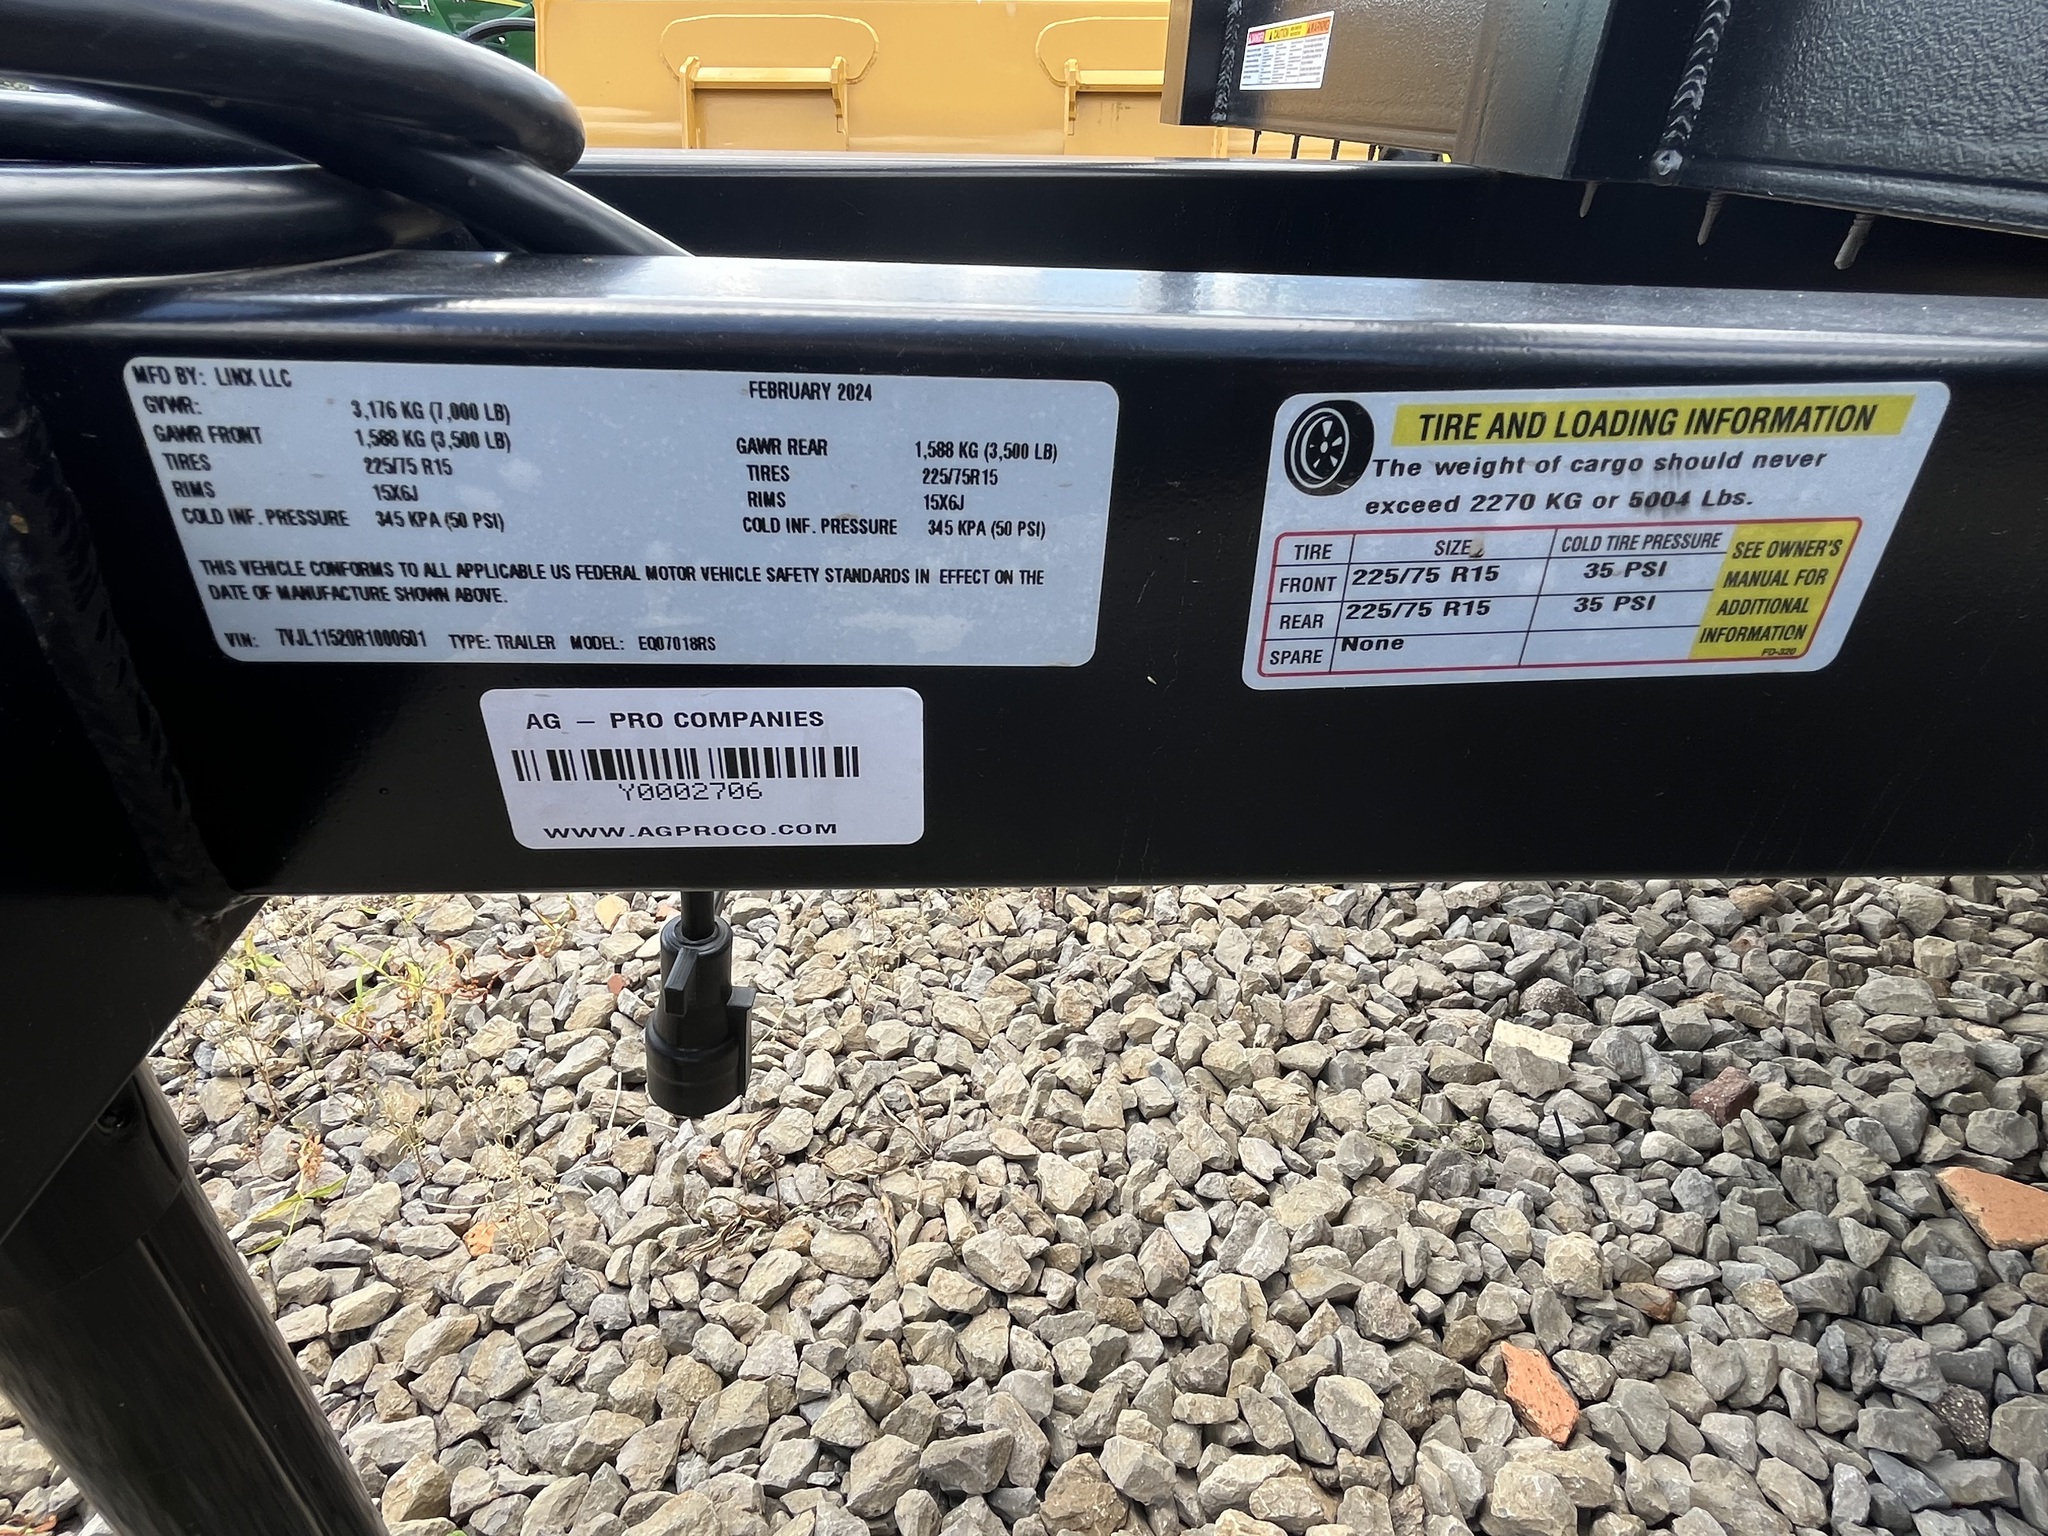 DANGER CAUTION WARNING
MFD BY: LINX LLC FEBRUARY 2024
GVWR: 3,176 KG (7,000 LB)
GAWR FRONT 1,588 KG (3,500 LB) GAWR REAR 1,588 KG (3,500 LB)
TIRES 225/75 R15 TIRES 225/75R15
RIMS 15X6J RIMS 15X6J
COLD INF. PRESSURE 345 KPA (50 PSI) COLD INF. PRESSURE 345 KPA (50 PSI)
THIS VEHICLE CONFORMS TO ALL APPLICABLE US FEDERAL MOTOR VEHICLE SAFETY STANDARDS IN EFFECT ON THE
DATE OF MANUFACTURE SHOWN ABOVE.
VIN: 7VJL11520R1000601 TYPE: TRAILER MODEL: EQ07018RS
AG – PRO COMPANIES
Y0002706
WWW.AGPROCO.COM
TIRE AND LOADING INFORMATION
The weight of cargo should never
exceed 2270 KG or 5004 Lbs.
TIRE SIZE COLD TIRE PRESSURE
FRONT 225/75 R15 35 PSI
REAR 225/75 R15 35 PSI
SPARE None
SEE OWNER'S
MANUAL FOR
ADDITIONAL
INFORMATION
FD-320